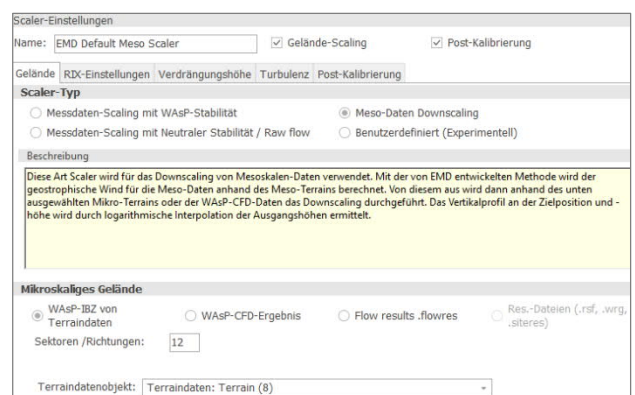 Scaler-Einstellungen
Name: EMD Default Meso Scaler Gelände-Scaling Post-Kalibrierung
Gelände RIX-Einstellungen Verdrängungshöhe Turbulenz Post-Kalibrierung
Scaler-Typ
Messdaten-Scaling mit WAsP-Stabilität Meso-Daten Downscaling
Messdaten-Scaling mit Neutraler Stabilität / Raw flow Benutzerdefiniert (Experimentell)
Beschreibung
Diese Art Scaler wird für das Downscaling von Mesoskalen-Daten verwendet. Mit der von EMD entwickelten Methode wird der
geostrophische Wind für die Meso-Daten anhand des Meso-Terrains berechnet. Von diesem aus wird dann anhand des unten
ausgewählten Mikro-Terrains oder der WAsP-CFD-Daten das Downscaling durchgeführt. Das Vertikalprofil an der Zielposition und -
höhe wird durch logarithmische Interpolation der Ausgangshöhen ermittelt.
Mikroskaliges Gelände
WAsP-IBZ von
Terraindaten
WAsP-CFD-Ergebnis Flow results .flowres
Res.-Dateien (.rsf, .wrg,
.siteres)
Sektoren /Richtungen: 12
Terraindatenobjekt: Terraindaten: Terrain (8)